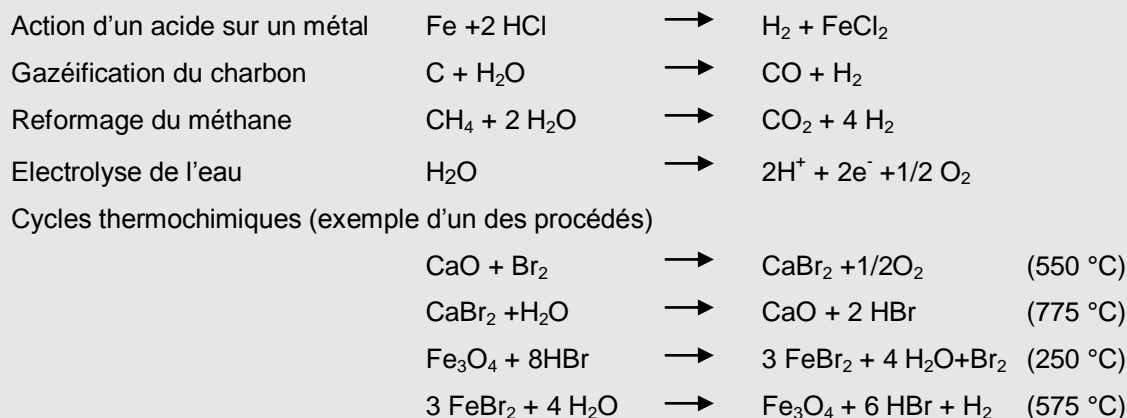 Action d'un acide sur un métal Fe +2 HCl → H₂ + FeCl₂
Gazéification du charbon C + H₂O → CO + H₂
Reformage du méthane CH₄ + 2 H₂O → CO₂ + 4 H₂
Electrolyse de l'eau H₂O → 2H⁺ + 2e⁻ +1/2 O₂
Cycles thermochimiques (exemple d'un des procédés)
CaO + Br₂ → CaBr₂ +1/2O₂ (550 °C)
CaBr₂ +H₂O → CaO + 2 HBr (775 °C)
Fe₃O₄ + 8HBr → 3 FeBr₂ + 4 H₂O+Br₂ (250 °C)
3 FeBr₂ + 4 H₂O → Fe₃O₄ + 6 HBr + H₂ (575 °C)